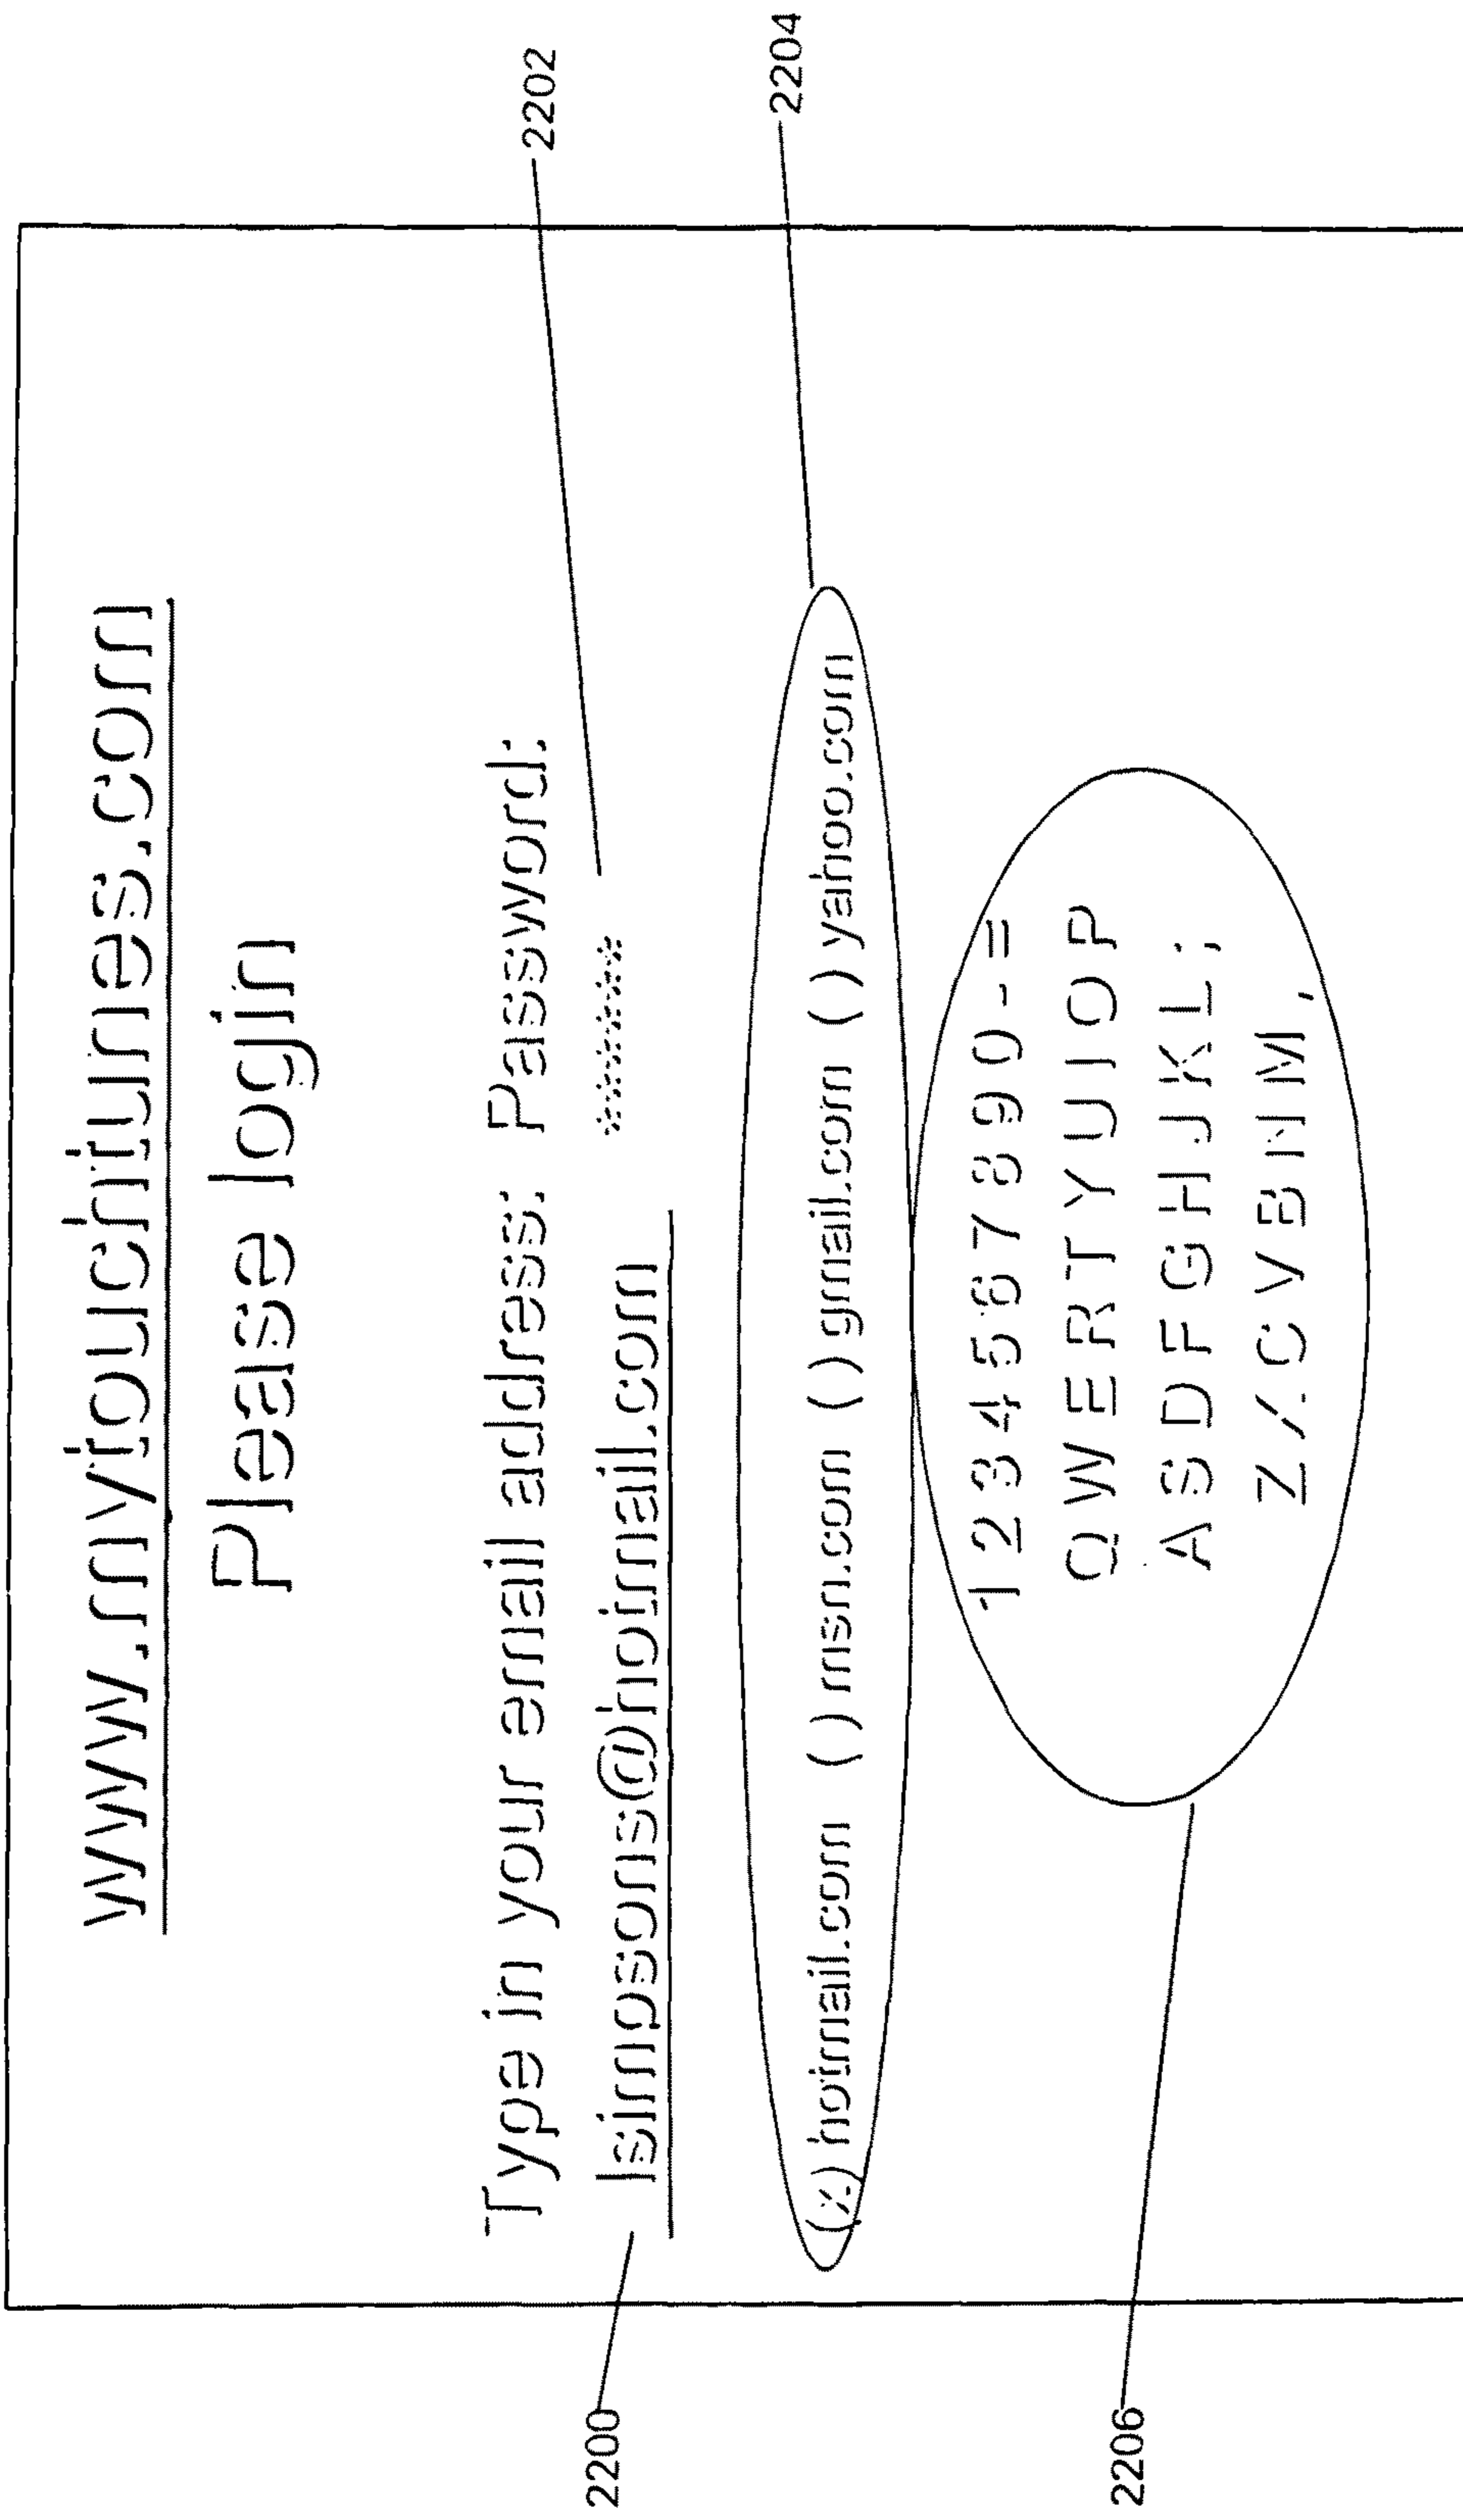 www.mytouchtunes.com
Please login
2202
Type in your email address: Password:
2200
lsimpsons@hotmail.com ******
2204
(x) hotmail.com () msn.com () gmail.com () yahoo.com
1 2 3 4 5 6 7 8 9 0 - =
Q W E R T Y U I O P
A S D F G H J K L ;
Z X C V B N M ,
2206